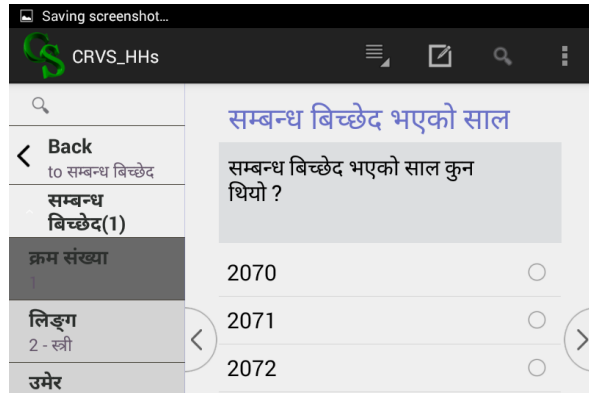 Saving screenshot...
CRVS_HHs
Back
to सम्बन्ध बिच्छेद
सम्बन्ध
बिच्छेद(1)
क्रम संख्या
1
लिङ्ग
2 - स्त्री
उमेर
सम्बन्ध बिच्छेद भएको साल
सम्बन्ध बिच्छेद भएको साल कुन
थियो ?
2070
2071
2072